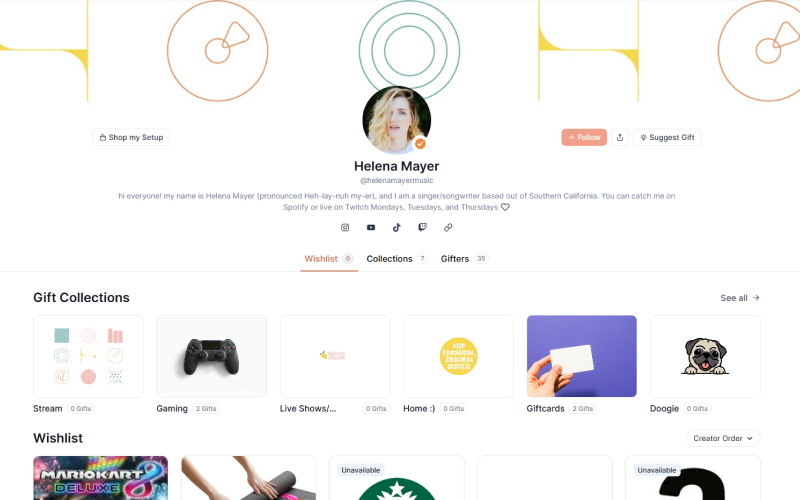 Shop my Setup
Follow
Suggest Gift
Helena Mayer
@helenamayermusic
hi everyone! my name is Helena Mayer (pronounced Heh-lay-nuh my-er), and I am a singer/songwriter based out of Southern California. You can catch me on
Spotify or live on Twitch Mondays, Tuesdays, and Thursdays
Wishlist 6
Collections 7
Gifters 35
Gift Collections
See all
Stream 0 Gifts
Gaming 2 Gifts
Live Shows/... 0 Gifts
Home :) 0 Gifts
Giftcards 2 Gifts
Doogie 0 Gifts
Wishlist
Creator Order
MARIOKART 8
DELUXE
Unavailable
Unavailable
?